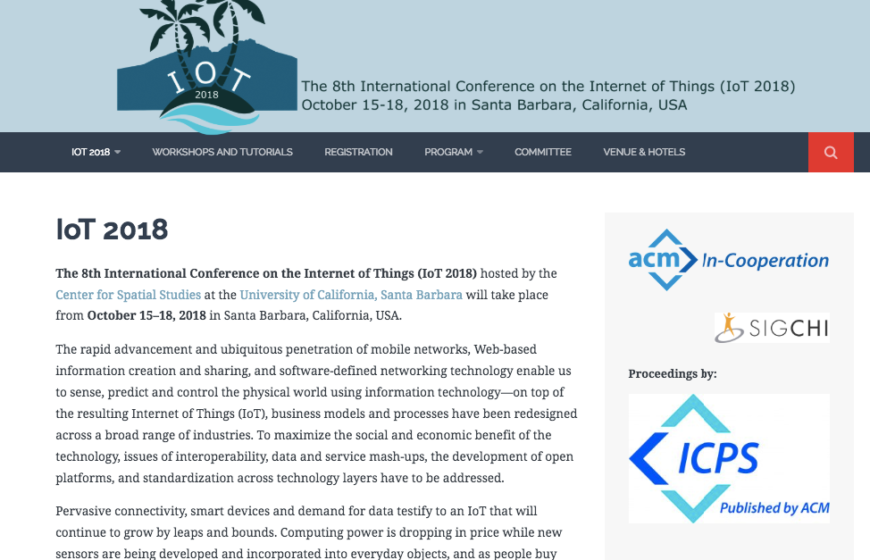 IOT
2018
The 8th International Conference on the Internet of Things (IoT 2018)
October 15-18, 2018 in Santa Barbara, California, USA
IOT 2018 WORKSHOPS AND TUTORIALS REGISTRATION PROGRAM COMMITTEE VENUE & HOTELS
IoT 2018
The 8th International Conference on the Internet of Things (IoT 2018) hosted by the
Center for Spatial Studies at the University of California, Santa Barbara will take place
from October 15–18, 2018 in Santa Barbara, California, USA.
The rapid advancement and ubiquitous penetration of mobile networks, Web-based
information creation and sharing, and software-defined networking technology enable us
to sense, predict and control the physical world using information technology—on top of
the resulting Internet of Things (IoT), business models and processes have been redesigned
across a broad range of industries. To maximize the social and economic benefit of the
technology, issues of interoperability, data and service mash-ups, the development of open
platforms, and standardization across technology layers have to be addressed.
Pervasive connectivity, smart devices and demand for data testify to an IoT that will
continue to grow by leaps and bounds. Computing power is dropping in price while new
sensors are being developed and incorporated into everyday objects, and as people buy
acm In-Cooperation
SIGCHI
Proceedings by:
ICPS
Published by ACM